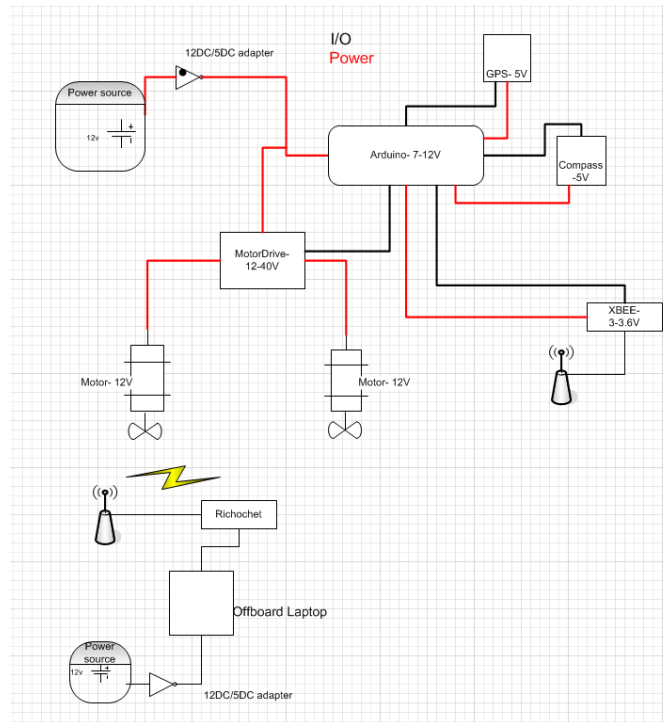 I/O
Power
12DC/5DC adapter
Power source
12v
+
-
GPS- 5V
Arduino- 7-12V
Compass
-5V
MotorDrive-
12-40V
XBEE-
3-3.6V
Motor- 12V
Motor- 12V
Richochet
Offboard Laptop
Power
source
12v
+
-
12DC/5DC adapter